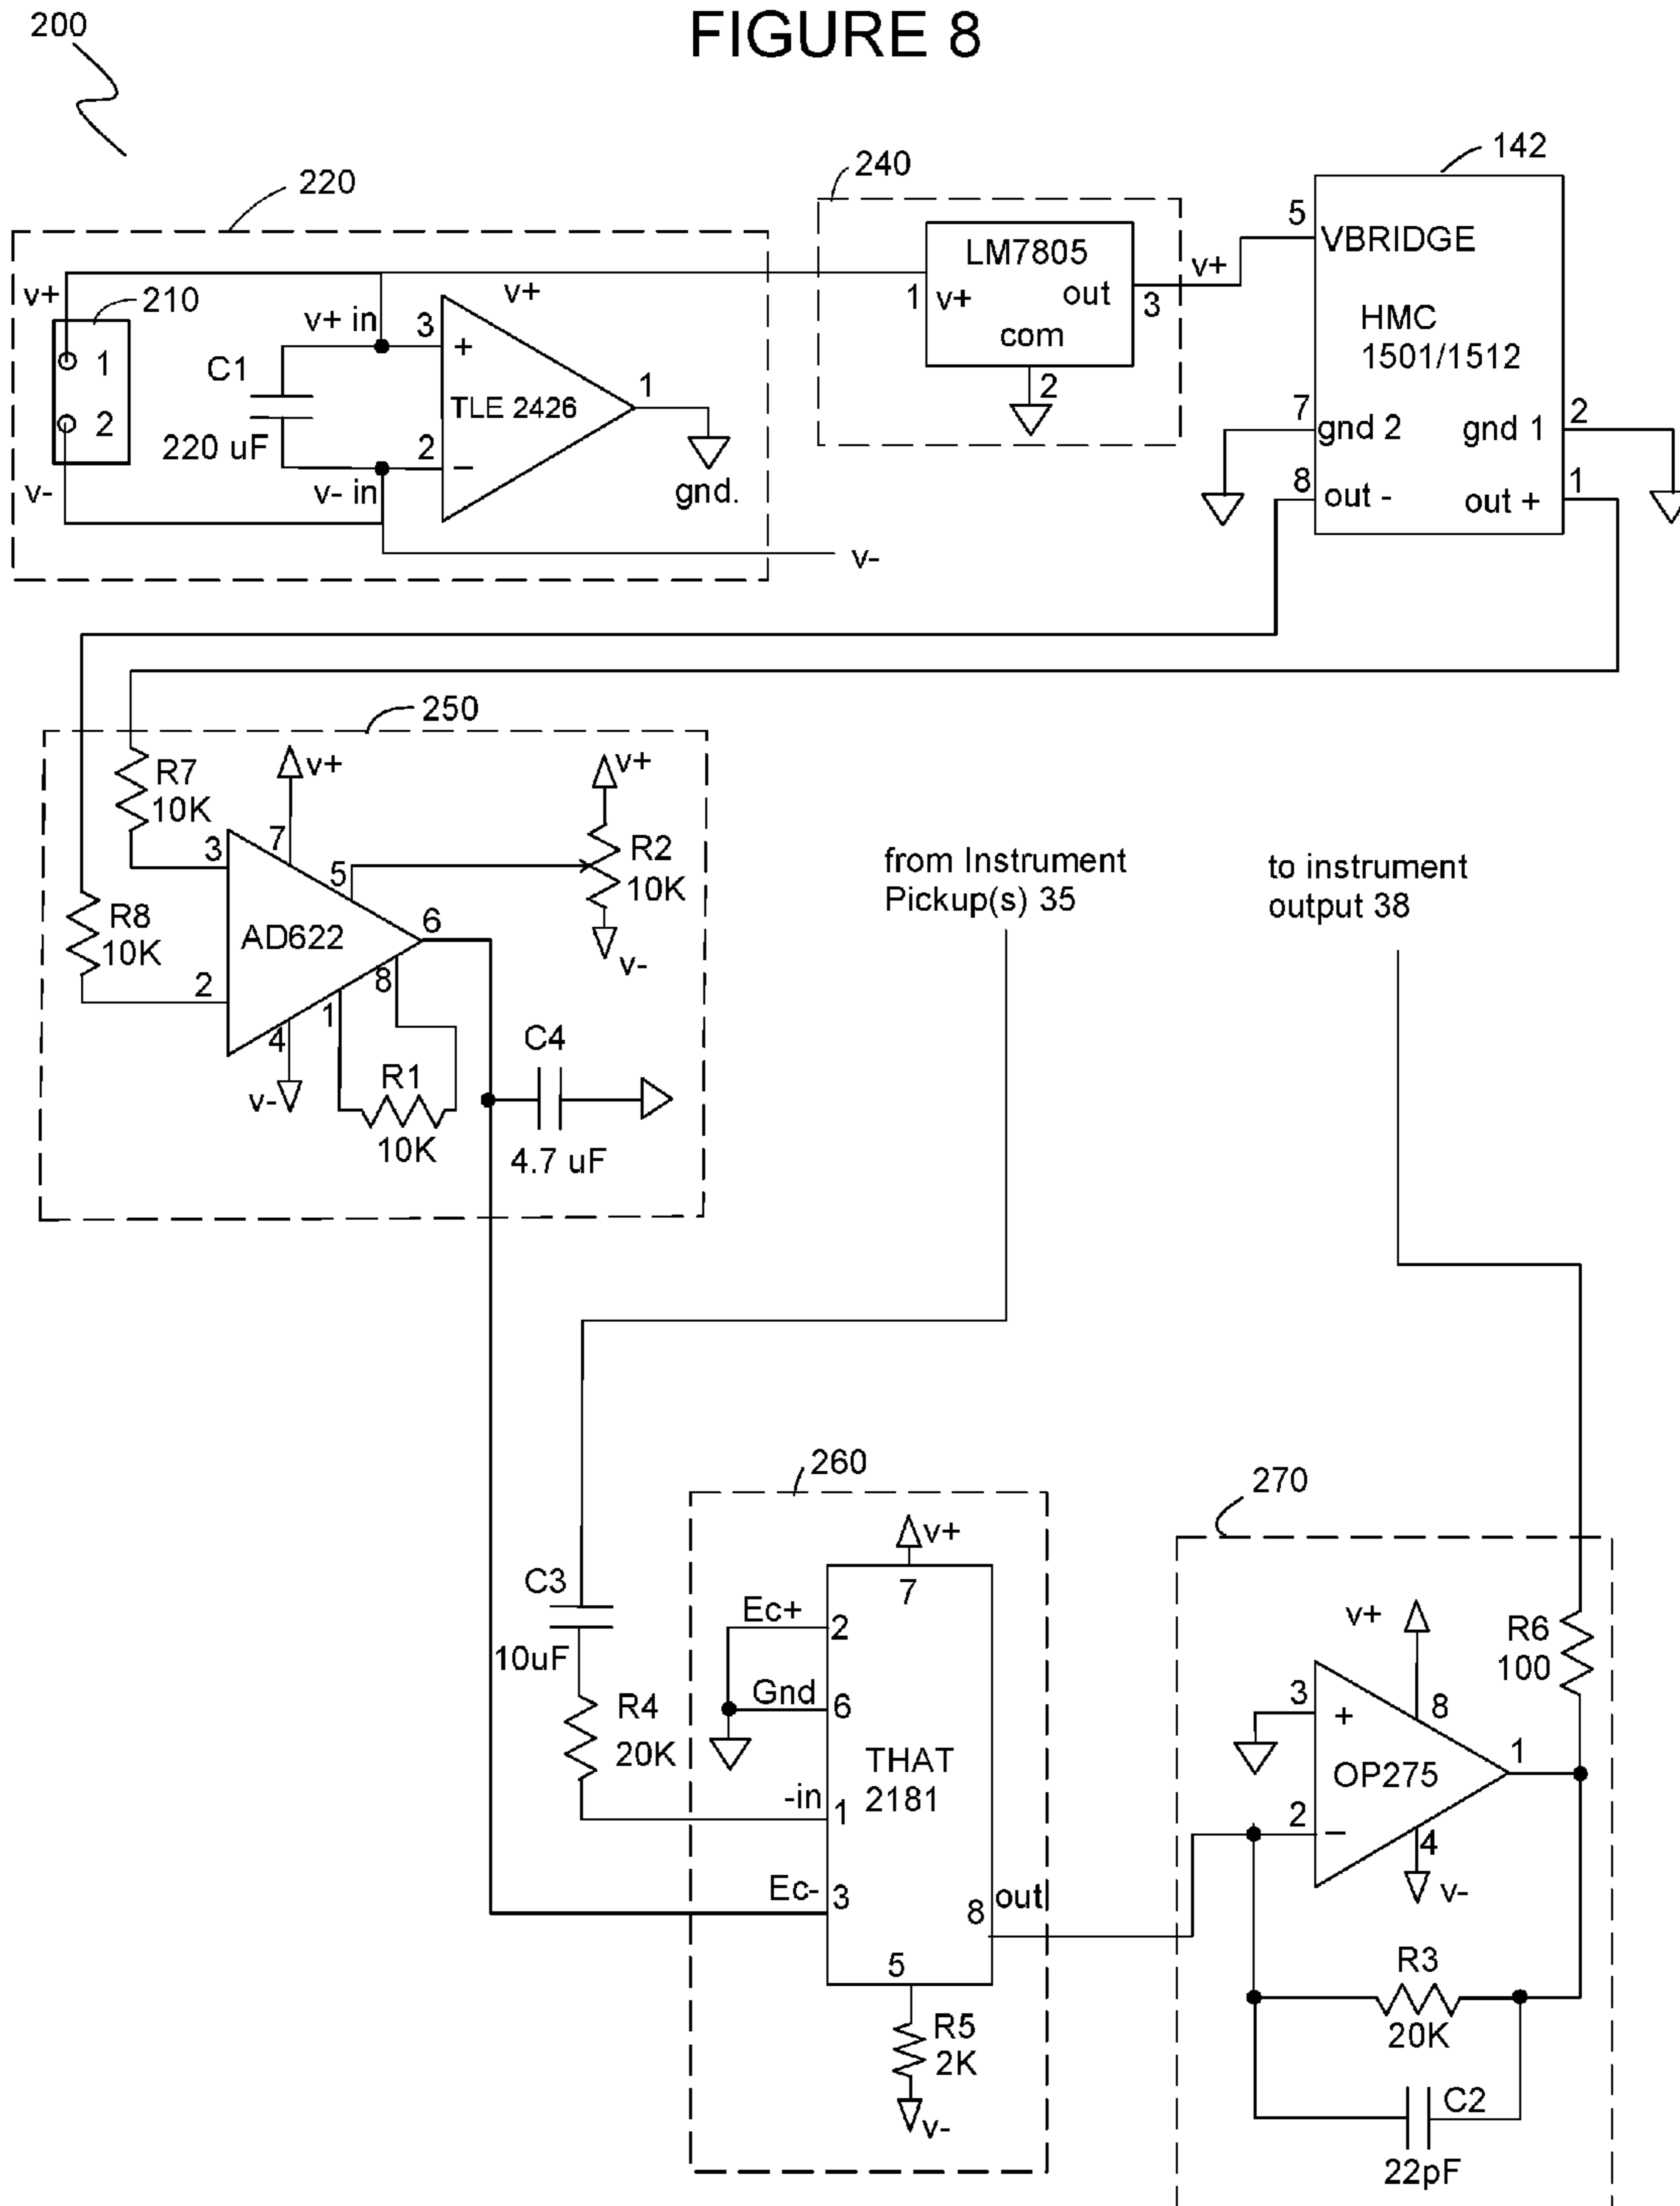 FIGURE 8
200
220
240
142
v+
210
1
2
v-
C1
220 uF
v+ in
v- in
3
+
TLE 2426
2
−
1
gnd.
v+
v-
LM7805
1
v+
out
3
com
2
v+
5
VBRIDGE
HMC
1501/1512
7
gnd 2
gnd 1
2
8
out -
out +
1
250
R7
10K
R8
10K
3
2
7
v+
5
AD622
6
8
1
4
v-
v+
R2
10K
v-
R1
10K
C4
4.7 uF
from Instrument
Pickup(s) 35
to instrument
output 38
260
C3
10uF
R4
20K
v+
7
Ec+
2
Gnd
6
THAT
2181
-in
1
Ec-
3
8
out
5
R5
2K
v-
270
v+
8
R6
100
3
+
OP275
1
2
−
4
v-
R3
20K
C2
22pF